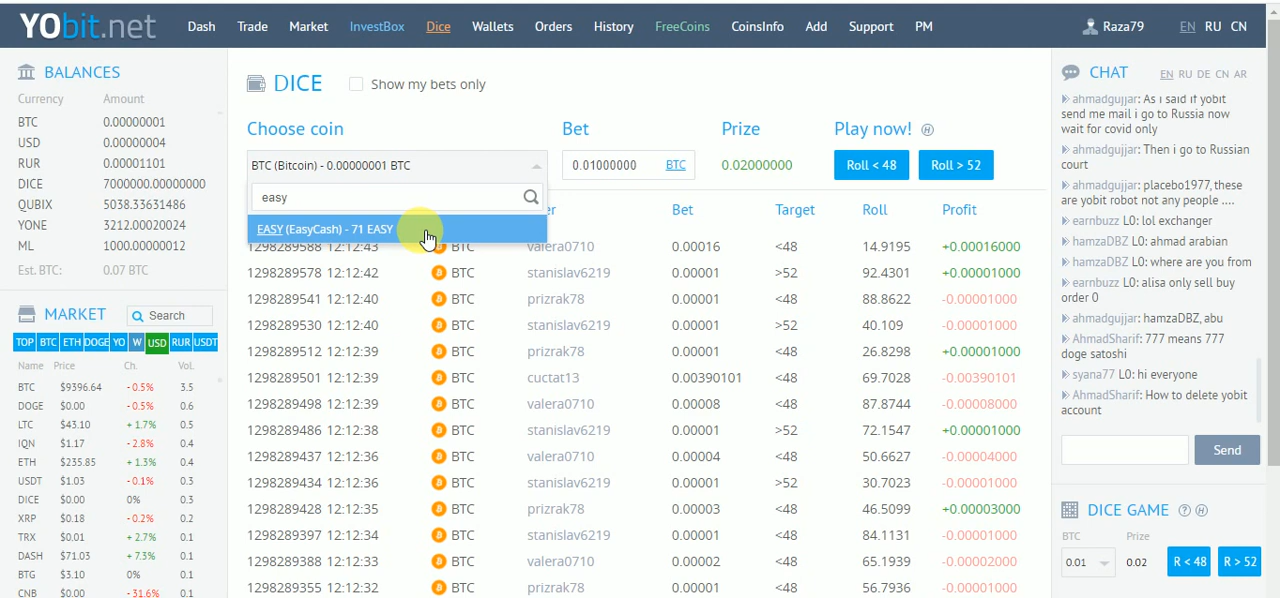 YObit.net
Dash Trade Market InvestBox Dice Wallets Orders History FreeCoins CoinsInfo Add Support PM
Raza79
EN RU CN
BALANCES
Currency Amount
BTC 0.00000001
USD 0.00000004
RUR 0.00001101
DICE 7000000.00000000
QUBIX 5038.33631486
YONE 3212.00020024
ML 1000.00000012
Est. BTC: 0.07 BTC
MARKET Search
TOP BTC ETH DOGE YO W USD RUR USDT
Name Price Ch. Vol.
BTC $9396.64 - 0.5% 3.5
DOGE $0.00 - 0.5% 0.6
LTC $43.10 + 1.7% 0.5
IQN $1.17 - 2.8% 0.4
ETH $235.85 + 1.3% 0.4
USDT $1.03 - 0.1% 0.3
DICE $0.00 0% 0.3
XRP $0.18 - 0.2% 0.2
TRX $0.01 + 2.7% 0.1
DASH $71.03 + 7.3% 0.1
BTG $3.10 0% 0.1
CNB $0.00 - 31.6% 0.1
DICE Show my bets only
Choose coin Bet Prize Play now! H
BTC (Bitcoin) - 0.00000001 BTC 0.01000000 BTC 0.02000000 Roll < 48 Roll > 52
easy
EASY (EasyCash) - 71 EASY
Bet Target Roll Profit
1298289588 12:12:43 BTC valera0710 0.00016 <48 14.9195 +0.00016000
1298289578 12:12:42 BTC stanislav6219 0.00001 >52 92.4301 +0.00001000
1298289541 12:12:40 BTC prizrak78 0.00001 <48 88.8622 -0.00001000
1298289530 12:12:40 BTC stanislav6219 0.00001 >52 40.109 -0.00001000
1298289512 12:12:39 BTC prizrak78 0.00001 <48 26.8298 +0.00001000
1298289501 12:12:39 BTC cuctat13 0.00390101 <48 69.7028 -0.00390101
1298289498 12:12:39 BTC valera0710 0.00008 <48 87.8744 -0.00008000
1298289486 12:12:38 BTC stanislav6219 0.00001 >52 72.1547 +0.00001000
1298289437 12:12:36 BTC valera0710 0.00004 <48 50.6627 -0.00004000
1298289434 12:12:36 BTC stanislav6219 0.00001 >52 30.7023 -0.00001000
1298289428 12:12:35 BTC prizrak78 0.00003 <48 46.5099 +0.00003000
1298289397 12:12:34 BTC stanislav6219 0.00001 >52 84.1131 -0.00001000
1298289388 12:12:33 BTC valera0710 0.00002 <48 65.1939 -0.00002000
1298289355 12:12:32 BTC prizrak78 0.00001 <48 56.7936 -0.00001000
CHAT EN RU DE CN AR
ahmadgujjar: As i said if yobit
send me mail i go to Russia now
wait for covid only
ahmadgujjar: Then i go to Russian
court
ahmadgujjar: placebo1977, these
are yobit robot not any people ....
earnbuzz L0: lol exchanger
hamzaDBZ L0: ahmad arabian
hamzaDBZ L0: where are you from
earnbuzz L0: alisa only sell buy
order 0
ahmadgujjar: hamzaDBZ, abu
AhmadSharif: 777 means 777
doge satoshi
syana77 L0: hi everyone
AhmadSharif: How to delete yobit
account
Send
DICE GAME ? H
BTC Prize
0.01 0.02 R < 48 R > 52